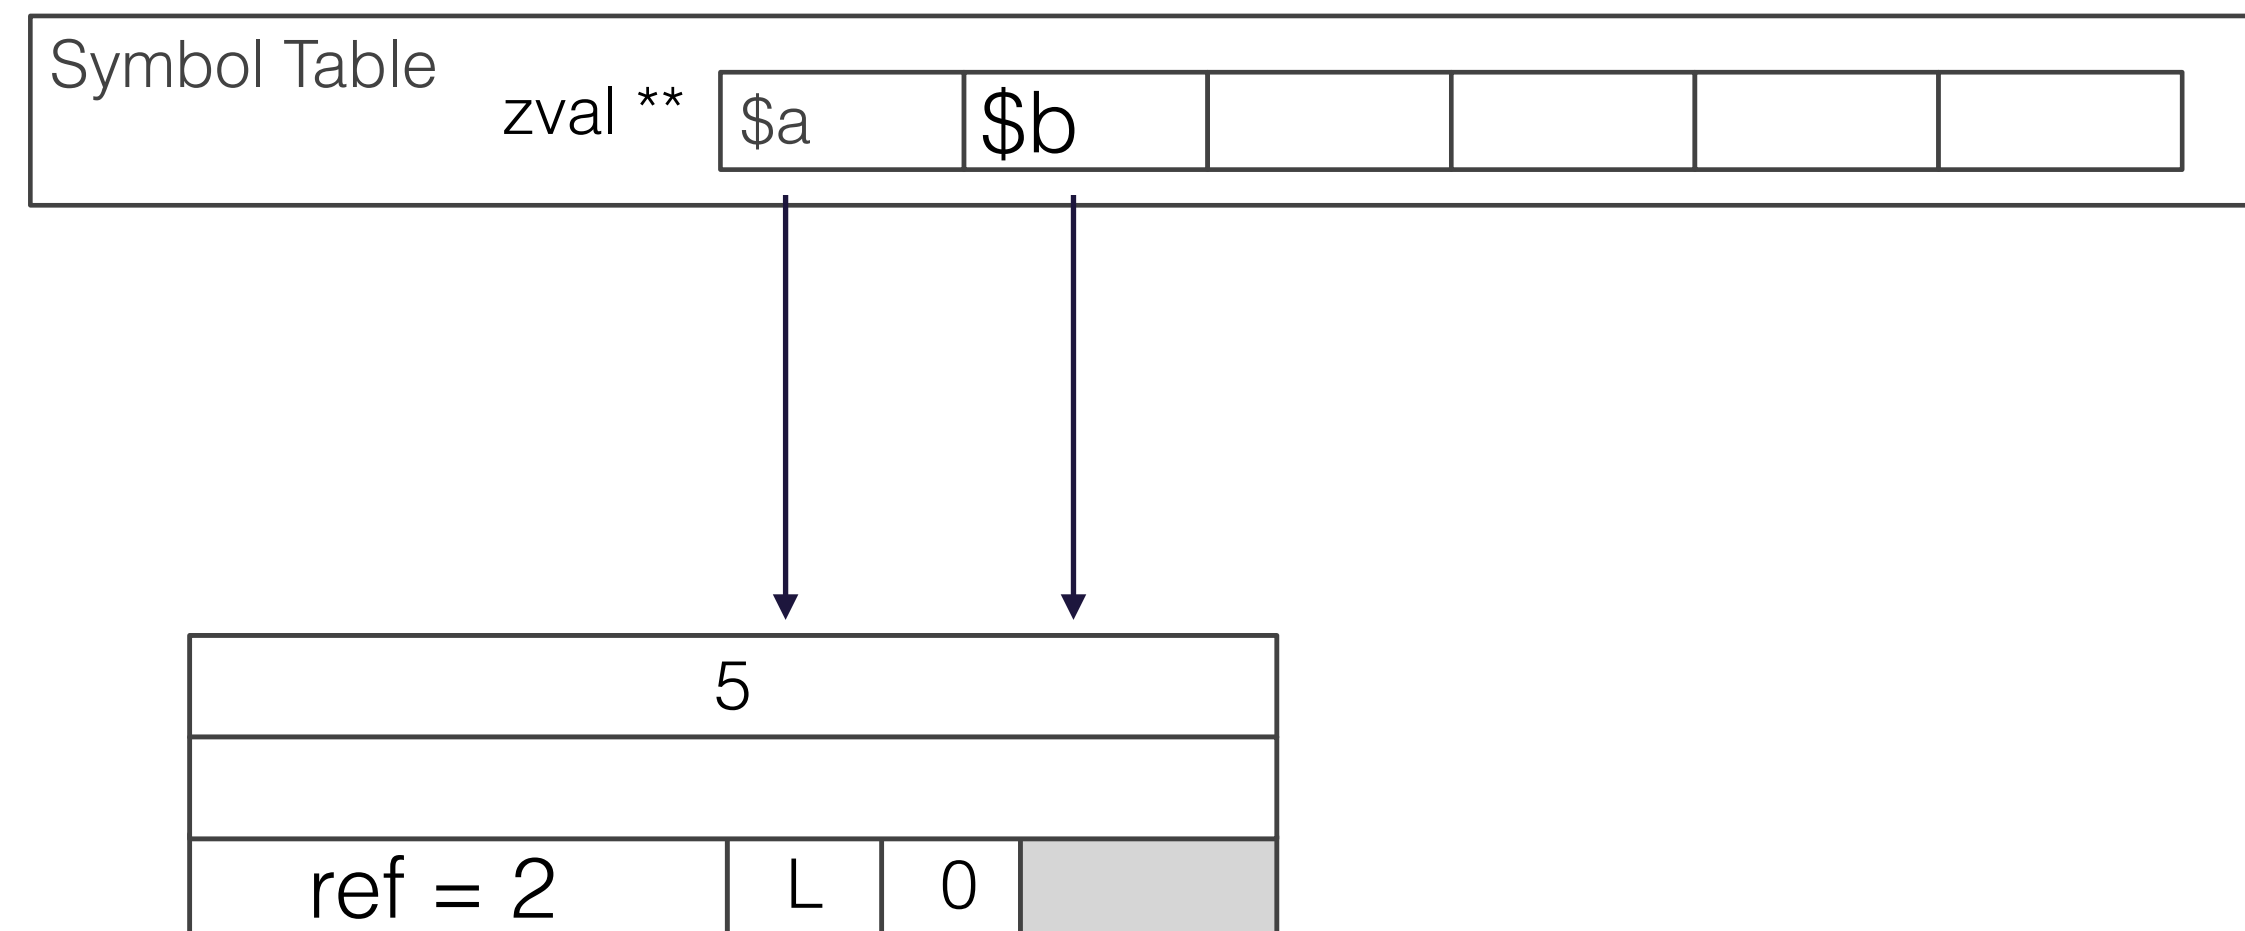 Symbol Table
zval **
$a
$b
5
ref = 2
L
0